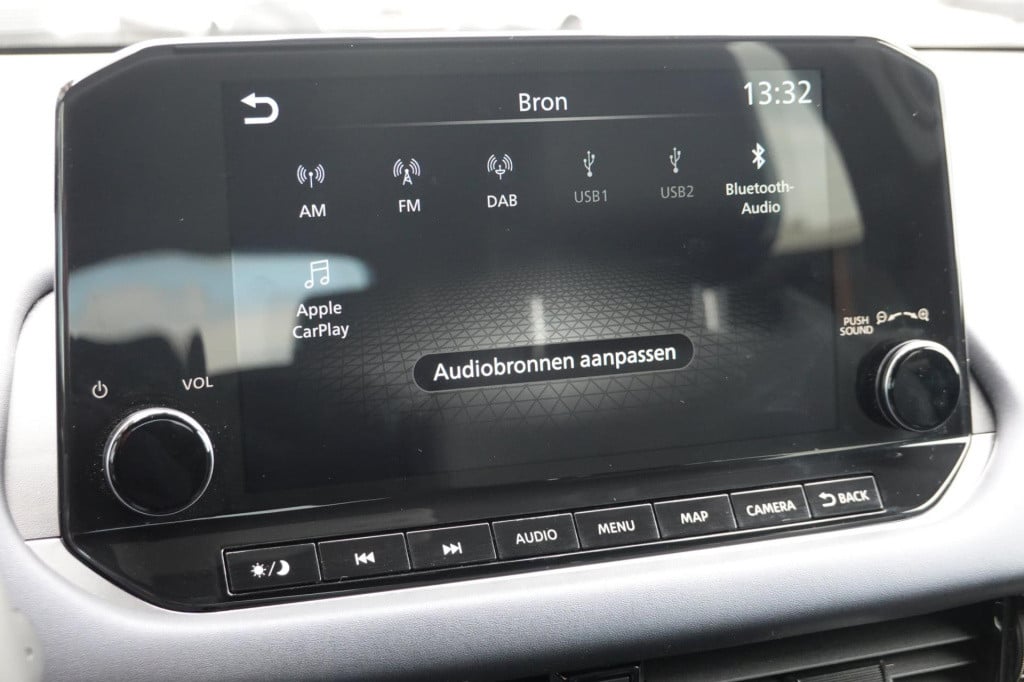 Bron
13:32
AM
FM
DAB
USB1
USB2
Bluetooth-
Audio
Apple
CarPlay
Audiobronnen aanpassen
PUSH
SOUND
VOL
AUDIO
MENU
MAP
CAMERA
BACK